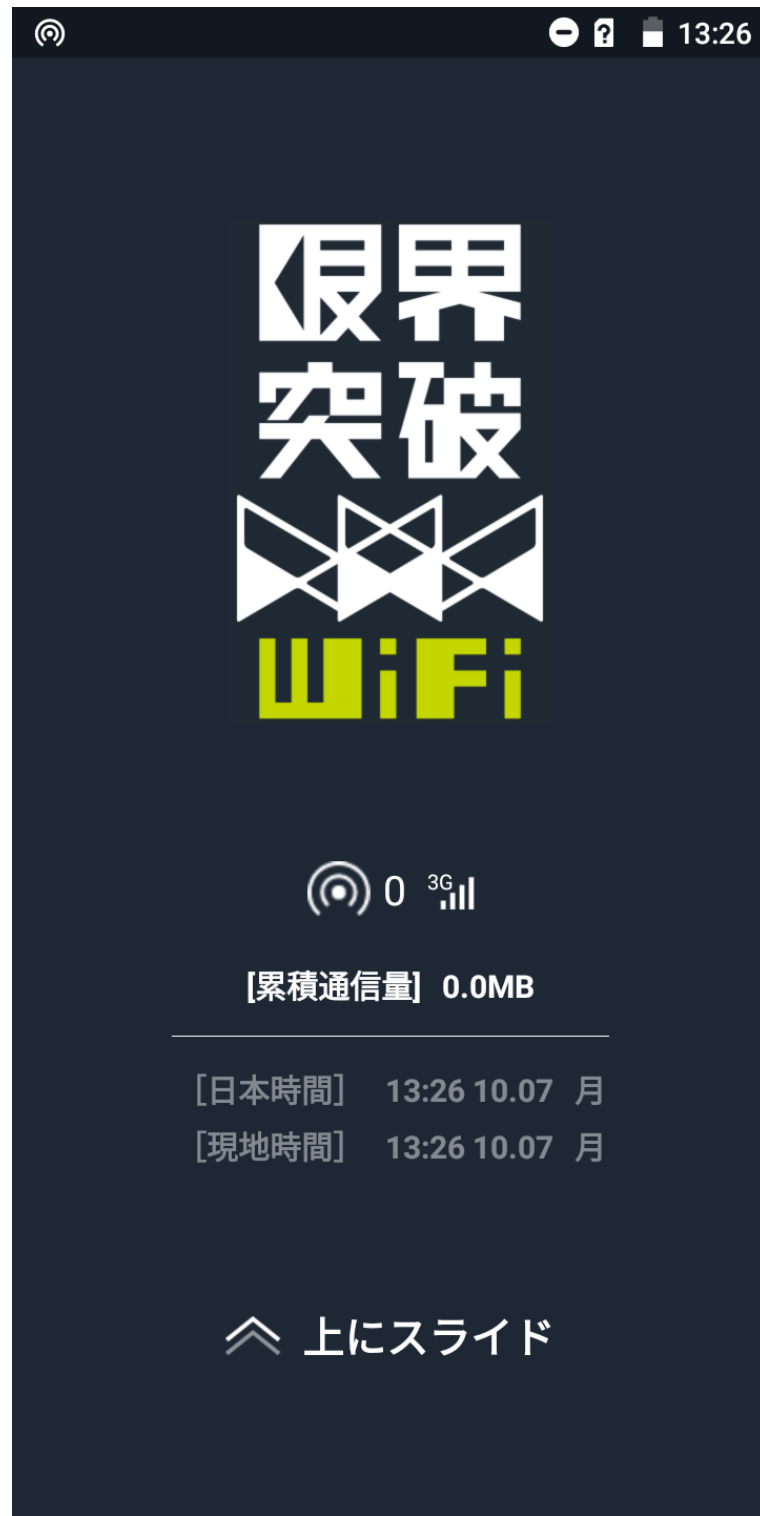 13:26
限界
突破
WiFi
0 3G
[累積通信量] 0.0MB
[日本時間] 13:26 10.07 月
[現地時間] 13:26 10.07 月
上にスライド